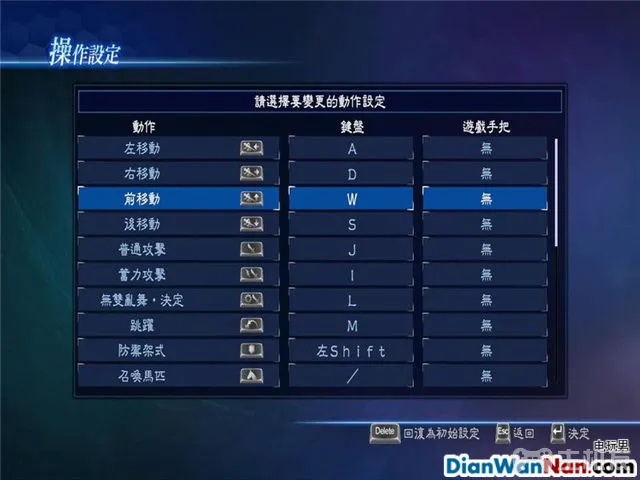 操作設定
請選擇要變更的動作設定
動作 鍵盤 遊戲手把
左移動 A 無
右移動 D 無
前移動 W 無
後移動 S 無
普通攻擊 J 無
奮力攻擊 I 無
無雙亂舞・決定 L 無
跳躍 M 無
防禦架式 左Shift 無
召喚馬匹 / 無
Delete 回復為初始設定 Esc 返回 決定
电玩男
DianWanNan.com